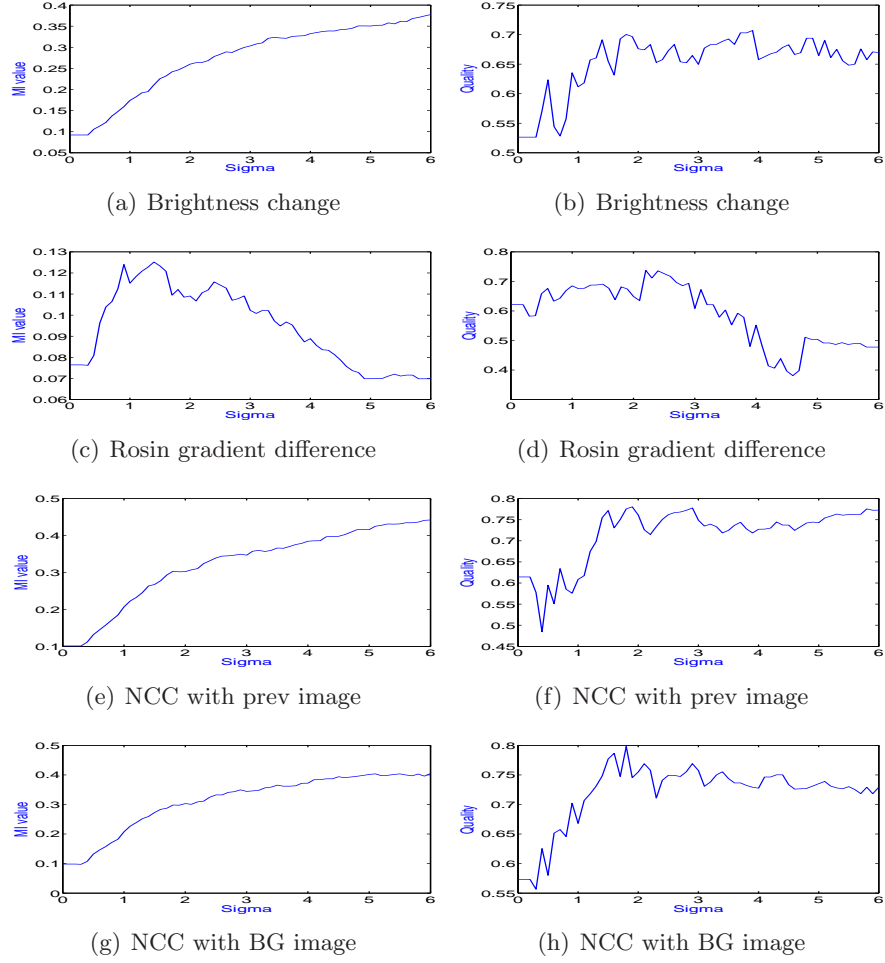 0.4
0.35
0.3
0.25
0.2
0.15
0.1
0.05
MI value
0 1 2 3 4 5 6
Sigma
(a) Brightness change
0.75
0.7
0.65
0.6
0.55
0.5
Quality
0 1 2 3 4 5 6
Sigma
(b) Brightness change
0.13
0.12
0.11
0.1
0.09
0.08
0.07
0.06
MI value
0 1 2 3 4 5 6
Sigma
(c) Rosin gradient difference
0.8
0.7
0.6
0.5
0.4
Quality
0 1 2 3 4 5 6
Sigma
(d) Rosin gradient difference
0.5
0.4
0.3
0.2
0.1
MI value
0 1 2 3 4 5 6
Sigma
(e) NCC with prev image
0.8
0.75
0.7
0.65
0.6
0.55
0.5
0.45
Quality
0 1 2 3 4 5 6
Sigma
(f) NCC with prev image
0.5
0.4
0.3
0.2
0.1
0
MI value
0 1 2 3 4 5 6
Sigma
(g) NCC with BG image
0.8
0.75
0.7
0.65
0.6
0.55
Quality
0 1 2 3 4 5 6
Sigma
(h) NCC with BG image